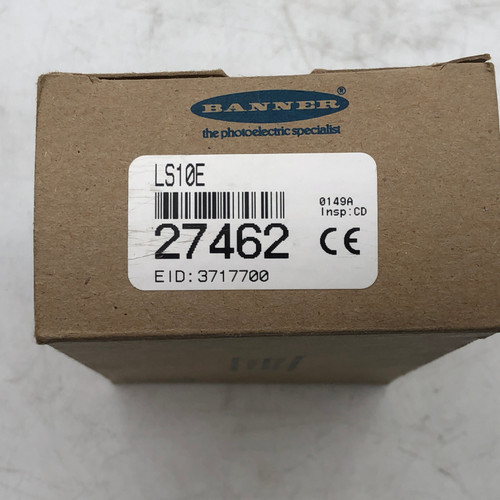 BANNER®
the photoelectric specialist
LS10E
0149A
Insp:CD
27462 CE
EID:3717700